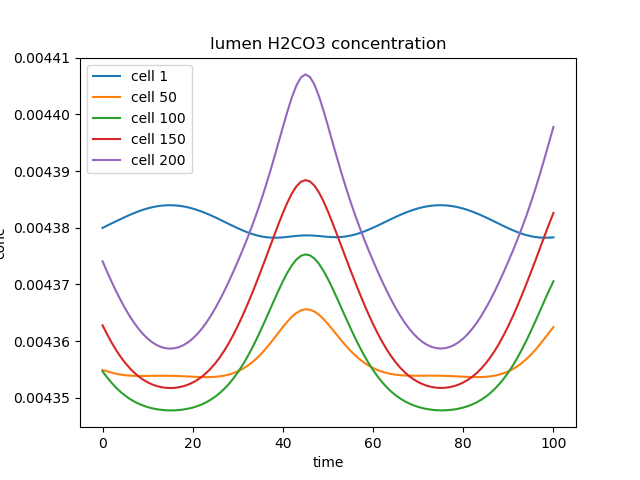 lumen H2CO3 concentration
0.00441
0.00440
0.00439
0.00438
0.00437
0.00436
0.00435
cell 1
cell 50
cell 100
cell 150
cell 200
0 20 40 60 80 100
time